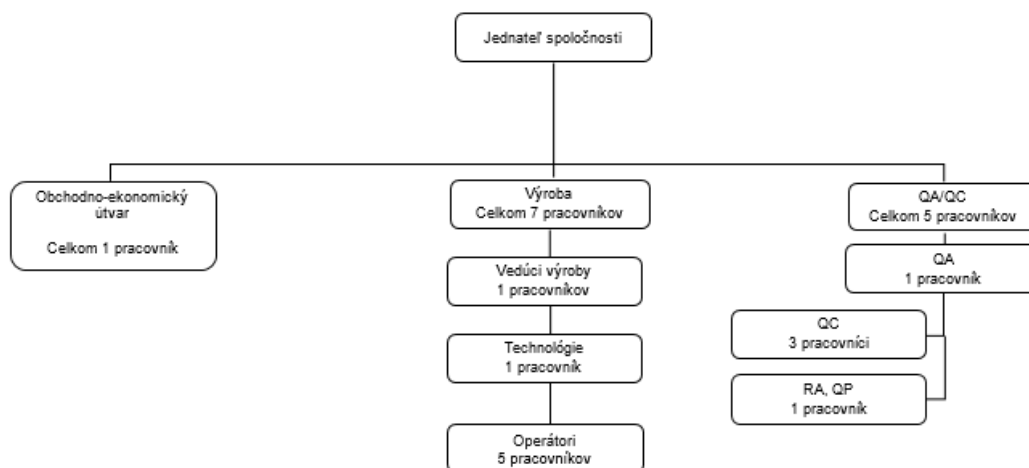 Jednateľ spoločnosti
Obchodno-ekonomický
útvar
Celkom 1 pracovník
Výroba
Celkom 7 pracovníkov
Vedúci výroby
1 pracovníkov
Technológie
1 pracovník
Operátori
5 pracovníkov
QA/QC
Celkom 5 pracovníkov
QA
1 pracovník
QC
3 pracovníci
RA, QP
1 pracovník